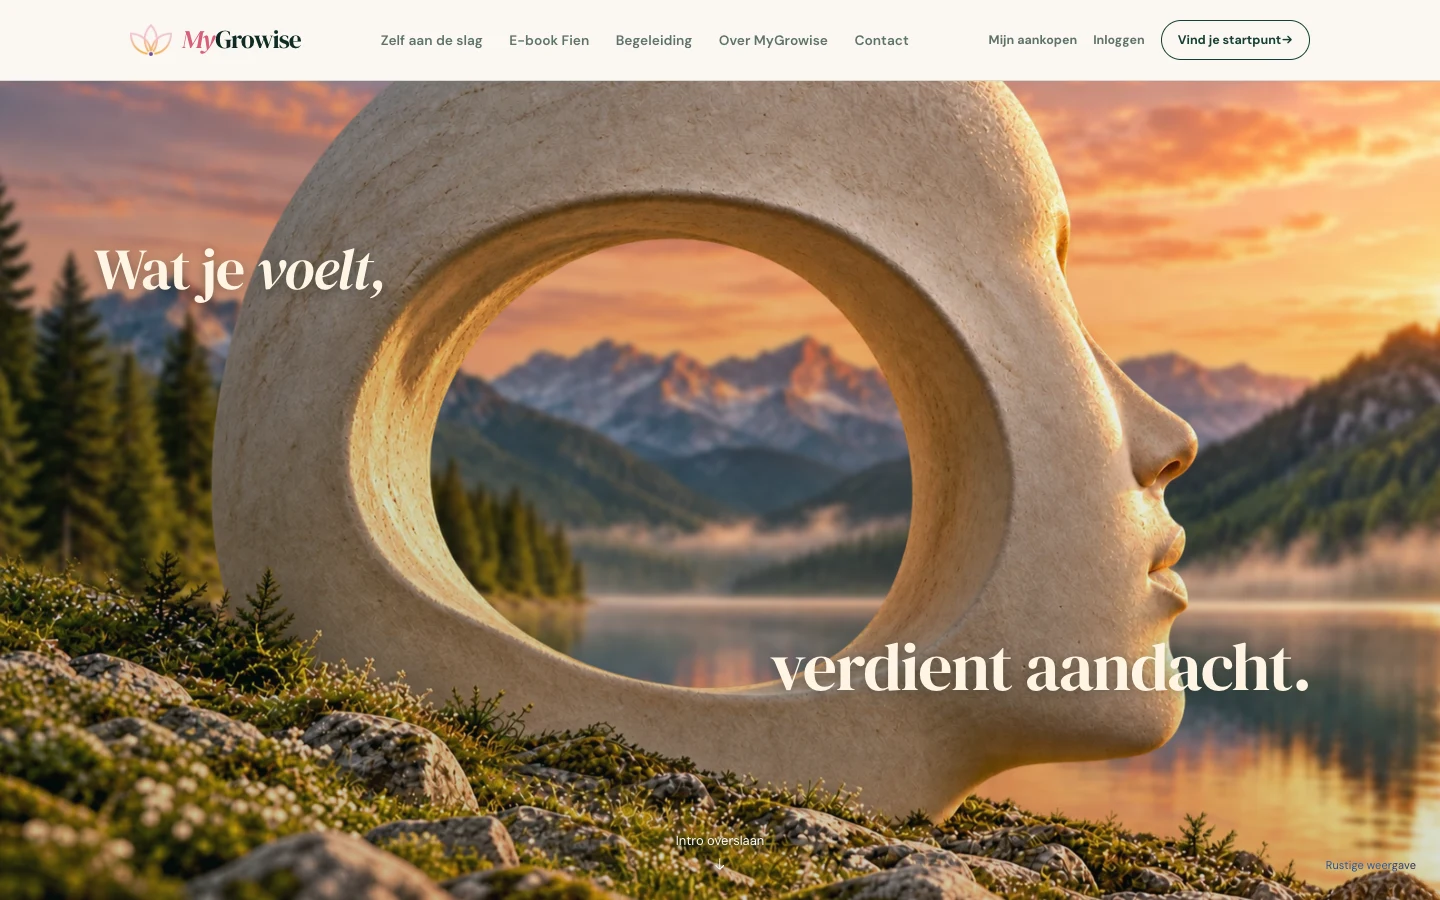 MyGrowise
Zelf aan de slag
E-book Fien
Begeleiding
Over MyGrowise
Contact
Mijn aankopen
Inloggen
Vind je startpunt→
Wat je voelt,
verdient aandacht.
Intro overslaan
↓
Rustige weergave